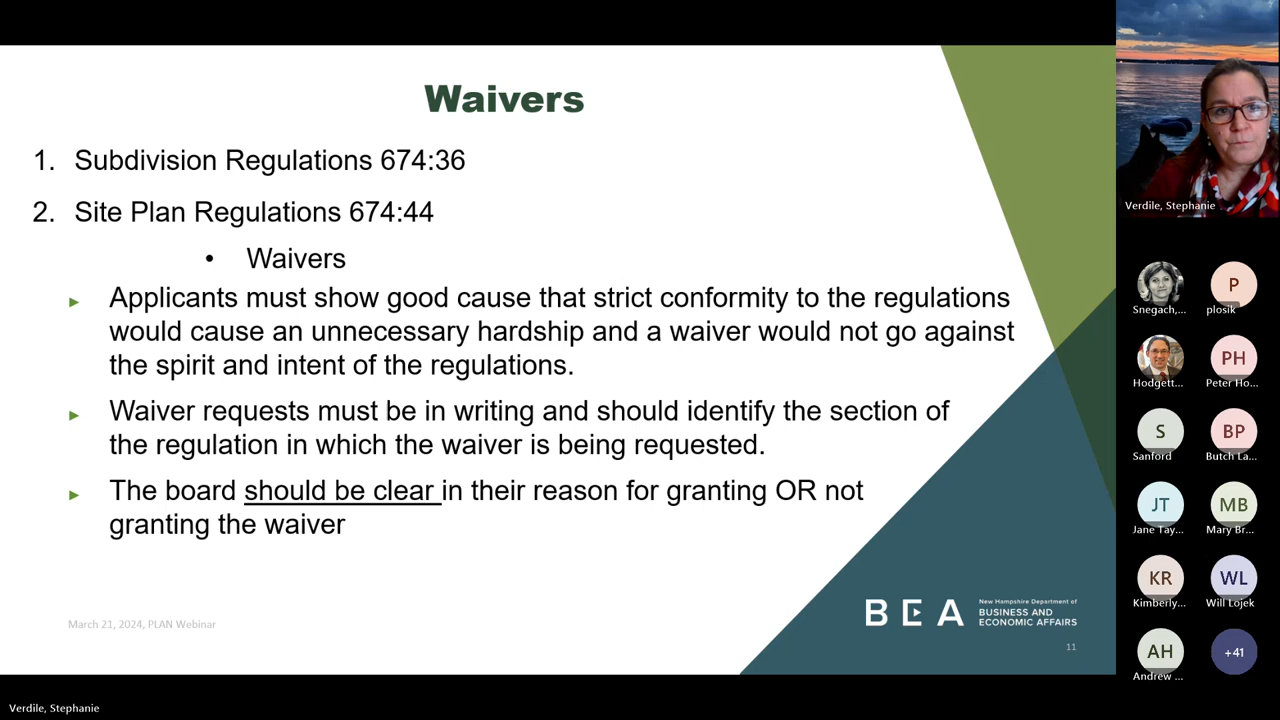 Waivers
1. Subdivision Regulations 674:36
2. Site Plan Regulations 674:44
• Waivers
Applicants must show good cause that strict conformity to the regulations
would cause an unnecessary hardship and a waiver would not go against
the spirit and intent of the regulations.
Waiver requests must be in writing and should identify the section of
the regulation in which the waiver is being requested.
The board should be clear in their reason for granting OR not
granting the waiver
March 21, 2024, PLAN Webinar
BEA
New Hampshire Department of
BUSINESS AND
ECONOMIC AFFAIRS
11
Verdile, Stephanie
Snegach,...
P
plosik
Hodgett...
PH
Peter Ho...
S
Sanford
BP
Butch La...
JT
Jane Tay...
MB
Mary Br...
KR
Kimberly...
WL
Will Lojek
AH
Andrew ...
+41
Verdile, Stephanie